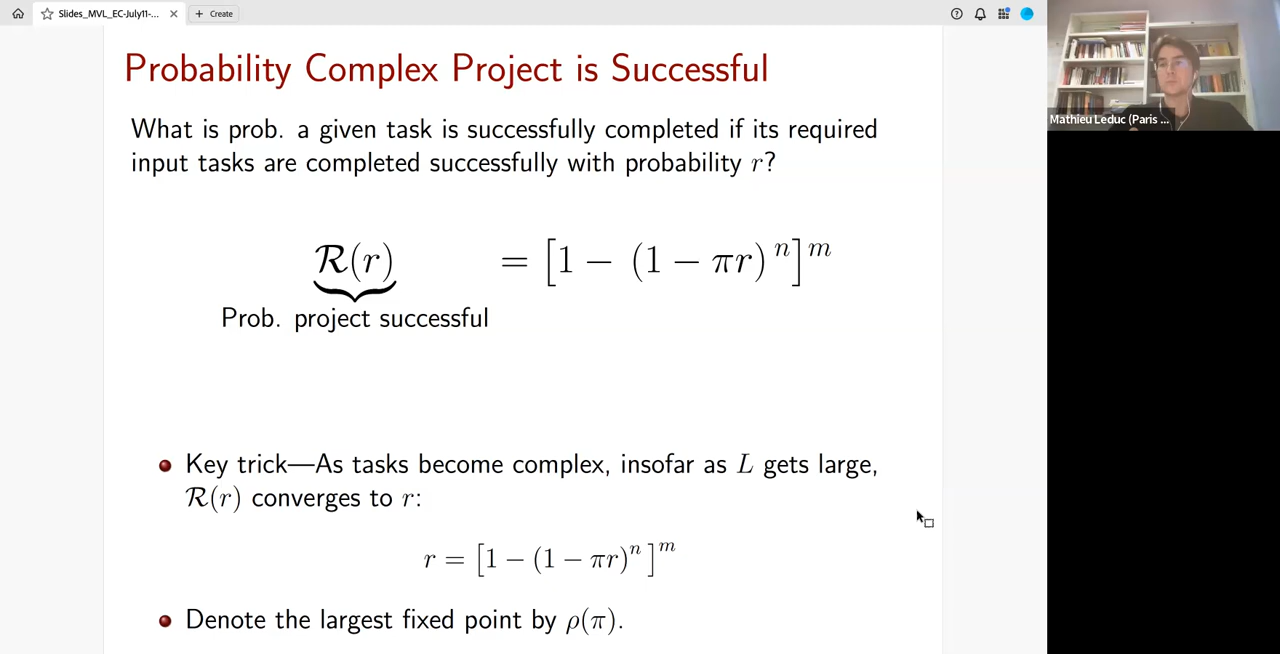 Slides_MVL_EC-July11-...
+ Create
Probability Complex Project is Successful
What is prob. a given task is successfully completed if its required
input tasks are completed successfully with probability r?
ℛ(r) = [1 − (1 − πr)ⁿ]ᵐ
Prob. project successful
Key trick—As tasks become complex, insofar as L gets large,
ℛ(r) converges to r:
r = [1 − (1 − πr)ⁿ]ᵐ
Denote the largest fixed point by ρ(π).
Mathieu Leduc (Paris ...